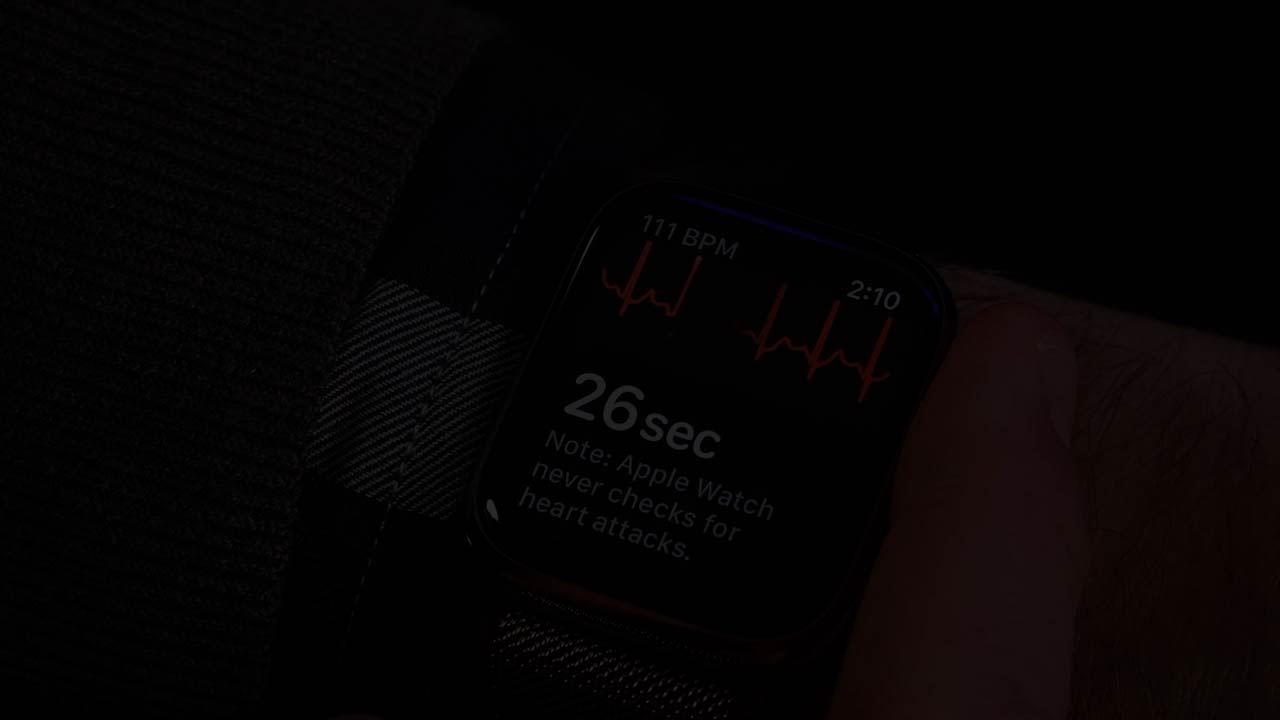 111 BPM
2:10
26 sec
Note: Apple Watch
never checks for
heart attacks.